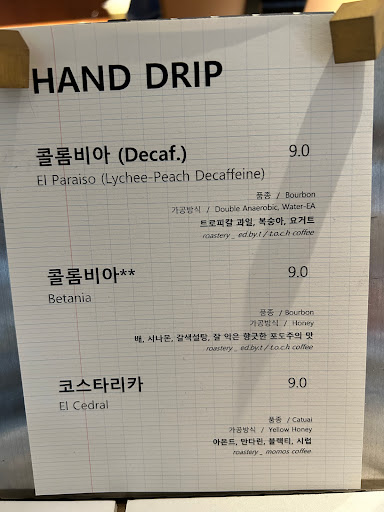 HAND DRIP
콜롬비아 (Decaf.) 9.0
El Paraiso (Lychee-Peach Decaffeine)
품종 / Bourbon
가공방식 / Double Anaerobic, Water-EA
트로피칼 과일, 복숭아, 요거트
roastery _ ed.by.t / t.o.c.h coffee
콜롬비아** 9.0
Betania
품종 / Bourbon
가공방식 / Honey
배, 시나몬, 갈색설탕, 잘 익은 향긋한 포도주의 맛
roastery _ ed.by.t / t.o.c.h coffee
코스타리카 9.0
El Cedral
품종 / Catuai
가공방식 / Yellow Honey
아몬드, 만다린, 블랙티, 시럽
roastery _ momos coffee